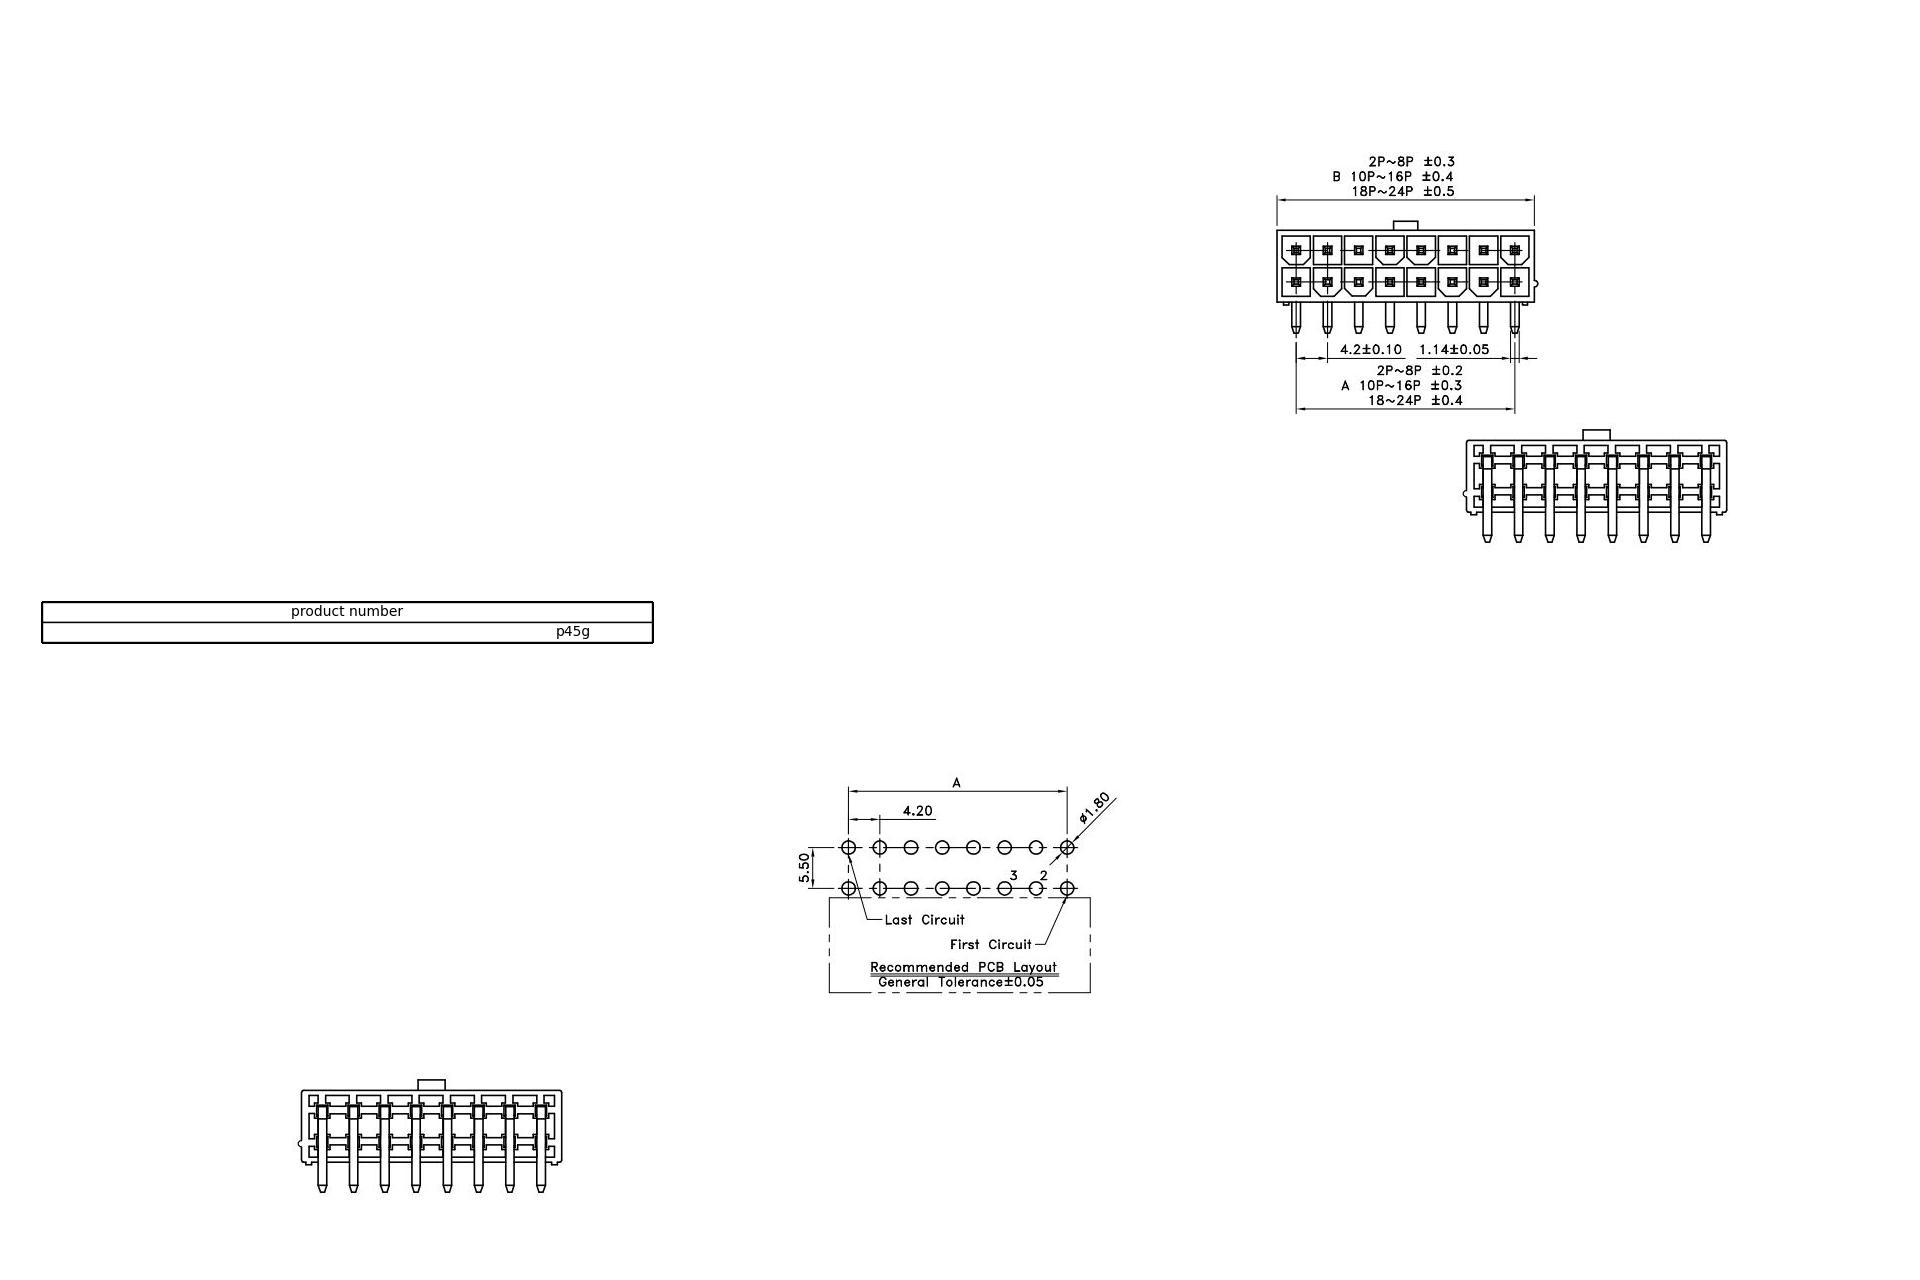 2P~8P ±0.3
B 10P~16P ±0.4
18P~24P ±0.5
4.2±0.10 1.14±0.05
2P~8P ±0.2
A 10P~16P ±0.3
18~24P ±0.4
product number
p45g
A
4.20
ø1.80
5.50
3 2
Last Circuit
First Circuit
Recommended PCB Layout
General Tolerance±0.05